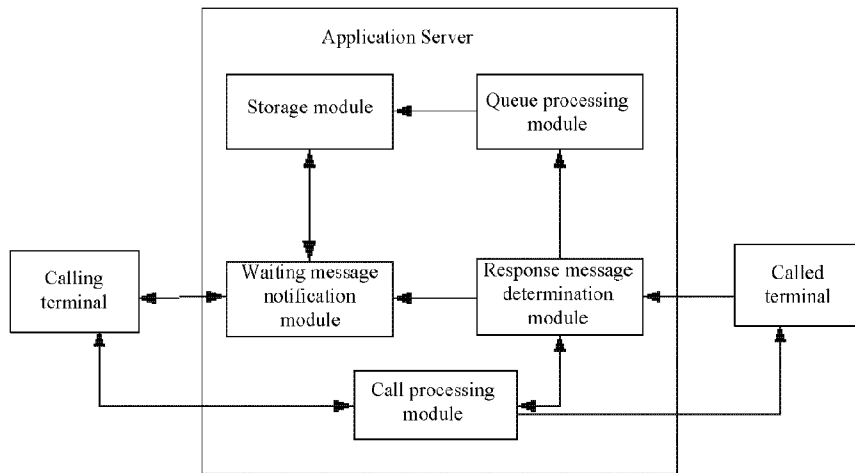 Application Server
Storage module
Queue processing
module
Calling
terminal
Waiting message
notification
module
Response message
determination
module
Called
terminal
Call processing
module